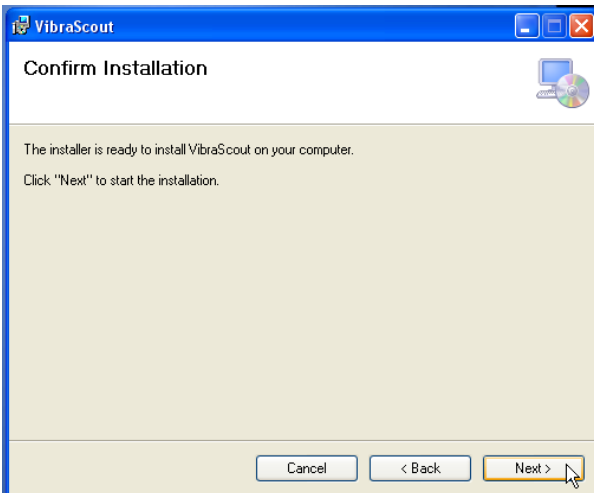 VibraScout
Confirm Installation
The installer is ready to install VibraScout on your computer.
Click "Next" to start the installation.
Cancel
< Back
Next >